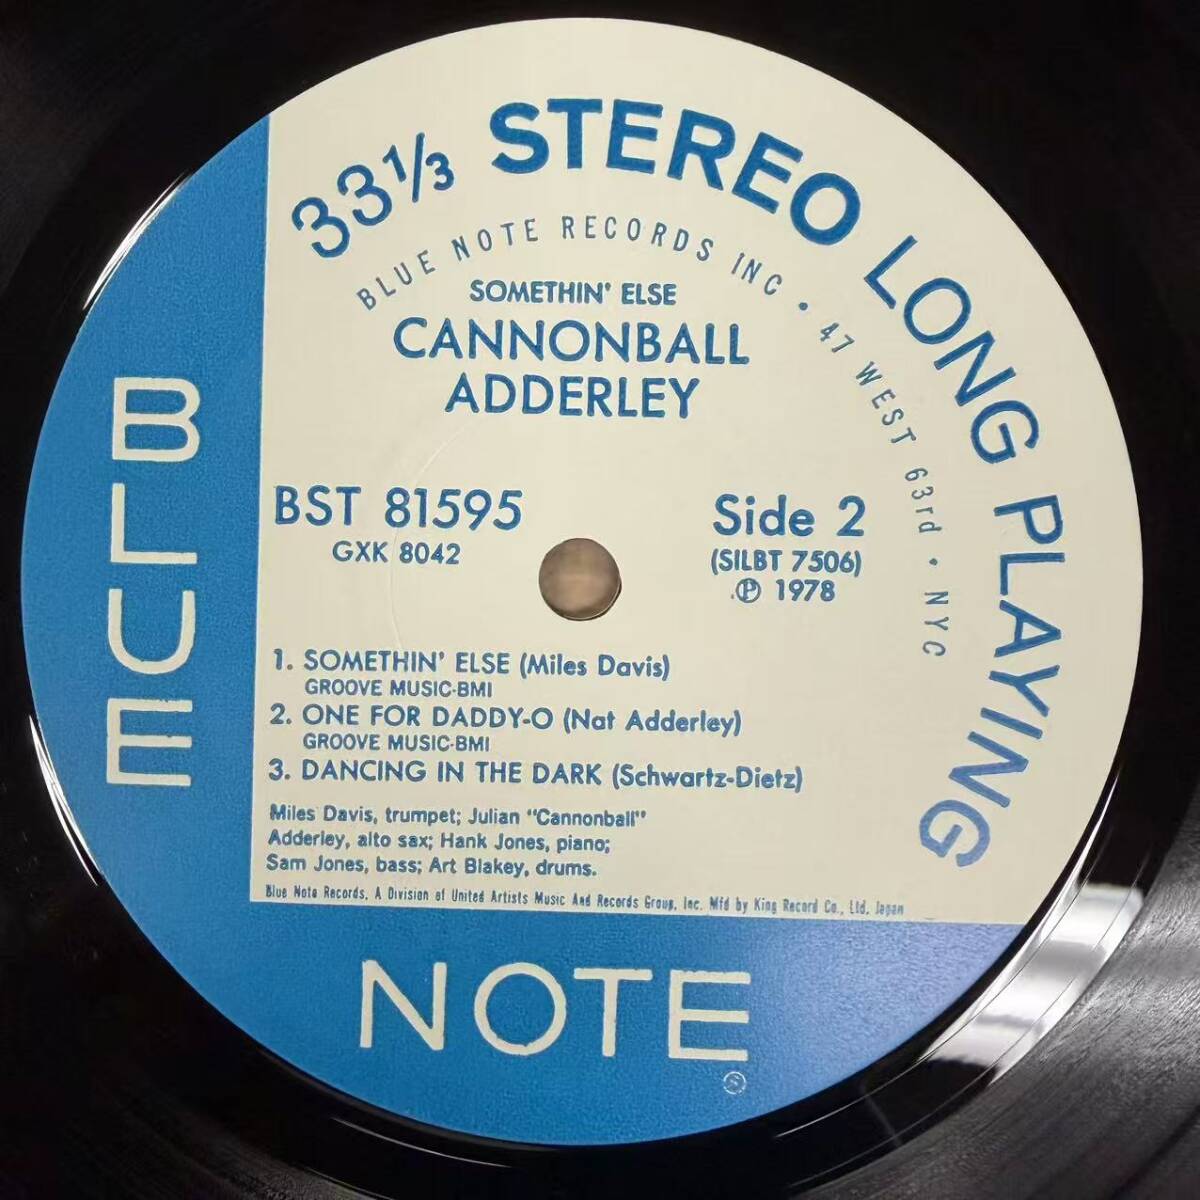 33⅓ STEREO LONG PLAYING
BLUE NOTE RECORDS INC • 47 WEST 63rd • NYC
SOMETHIN' ELSE
CANNONBALL
ADDERLEY
BST 81595
GXK 8042
Side 2
(SILBT 7506)
℗ 1978
1. SOMETHIN' ELSE (Miles Davis)
GROOVE MUSIC-BMI
2. ONE FOR DADDY-O (Nat Adderley)
GROOVE MUSIC-BMI
3. DANCING IN THE DARK (Schwartz-Dietz)
Miles Davis, trumpet; Julian "Cannonball"
Adderley, alto sax; Hank Jones, piano;
Sam Jones, bass; Art Blakey, drums.
Blue Note Records, A Division of United Artists Music And Records Group, Inc. Mfd by King Record Co., Ltd. Japan
BLUE
NOTE
Ⓢ